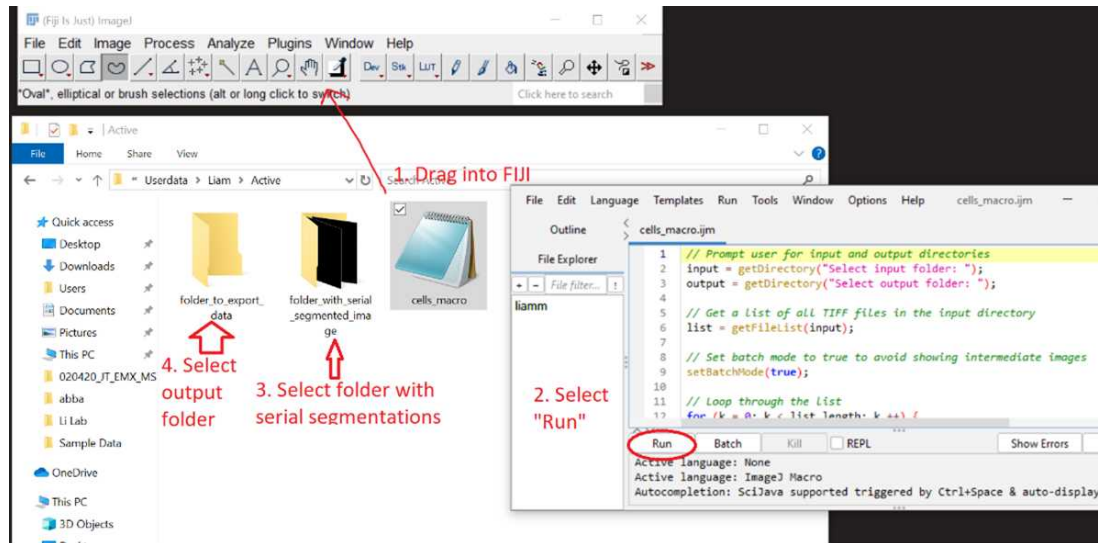 (Fiji Is Just) ImageJ
File Edit Image Process Analyze Plugins Window Help
Dev Stk LUT
*Oval*, elliptical or brush selections (alt or long click to switch)
Click here to search
Active
File Home Share View
Userdata > Liam > Active
1. Drag into FIJI
Quick access
Desktop
Downloads
Users
Documents
Pictures
This PC
020420_JT_EMX_MS
abba
Li Lab
Sample Data
OneDrive
This PC
3D Objects
folder_to_export_
data
folder_with_serial
_segmented_ima
ge
cells_macro
4. Select
output
folder
3. Select folder with
serial segmentations
2. Select
"Run"
File Edit Language Templates Run Tools Window Options Help cells_macro.ijm
Outline
cells_macro.ijm
File Explorer
+ - File filter... !
liamm
1 // Prompt user for input and output directories
2 input = getDirectory("Select input folder: ");
3 output = getDirectory("Select output folder: ");
4
5 // Get a list of all TIFF files in the input directory
6 list = getFileList(input);
7
8 // Set batch mode to true to avoid showing intermediate images
9 setBatchMode(true);
10
11 // Loop through the list
12 for (k = 0; k < list.length; k ++) {
Run Batch Kill REPL Show Errors
Active language: None
Active language: ImageJ Macro
Autocompletion: SciJava supported triggered by Ctrl+Space & auto-display